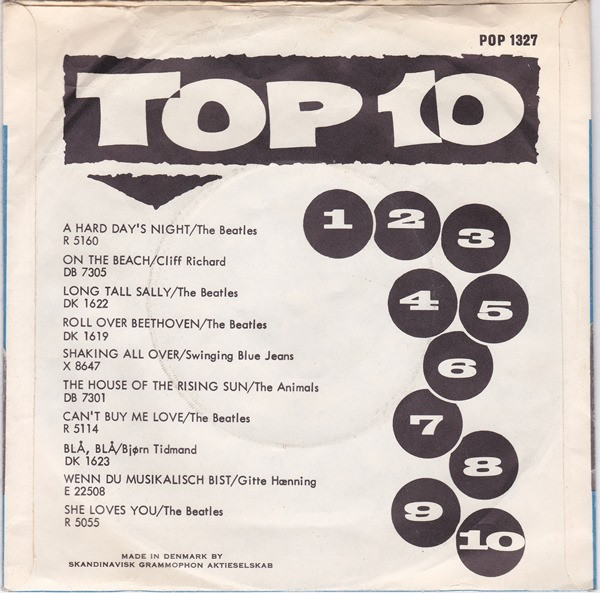 POP 1327
TOP 10
1 2 3
A HARD DAY'S NIGHT/The Beatles
R 5160
ON THE BEACH/Cliff Richard
DB 7305
LONG TALL SALLY/The Beatles
DK 1622
4 5
ROLL OVER BEETHOVEN/The Beatles
DK 1619
SHAKING ALL OVER/Swinging Blue Jeans
X 8647
6
THE HOUSE OF THE RISING SUN/The Animals
DB 7301
CAN'T BUY ME LOVE/The Beatles
R 5114
7
BLÅ, BLÅ/Bjørn Tidmand
DK 1623
8
WENN DU MUSIKALISCH BIST/Gitte Hænning
E 22508
SHE LOVES YOU/The Beatles
R 5055
9
10
MADE IN DENMARK BY
SKANDINAVISK GRAMMOPHON AKTIESELSKAB